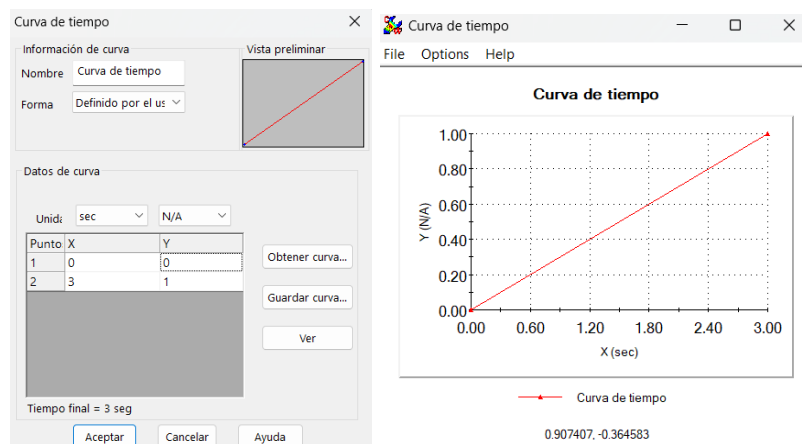 Curva de tiempo
Información de curva
Nombre Curva de tiempo
Forma Definido por el us
Vista preliminar
Datos de curva
Unida sec N/A
Punto X Y
1 0 0
2 3 1
Obtener curva...
Guardar curva...
Ver
Tiempo final = 3 seg
Aceptar Cancelar Ayuda
Curva de tiempo
File Options Help
Curva de tiempo
Y (N/A)
1.00
0.80
0.60
0.40
0.20
0.00
0.00 0.60 1.20 1.80 2.40 3.00
X (sec)
Curva de tiempo
0.907407, -0.364583